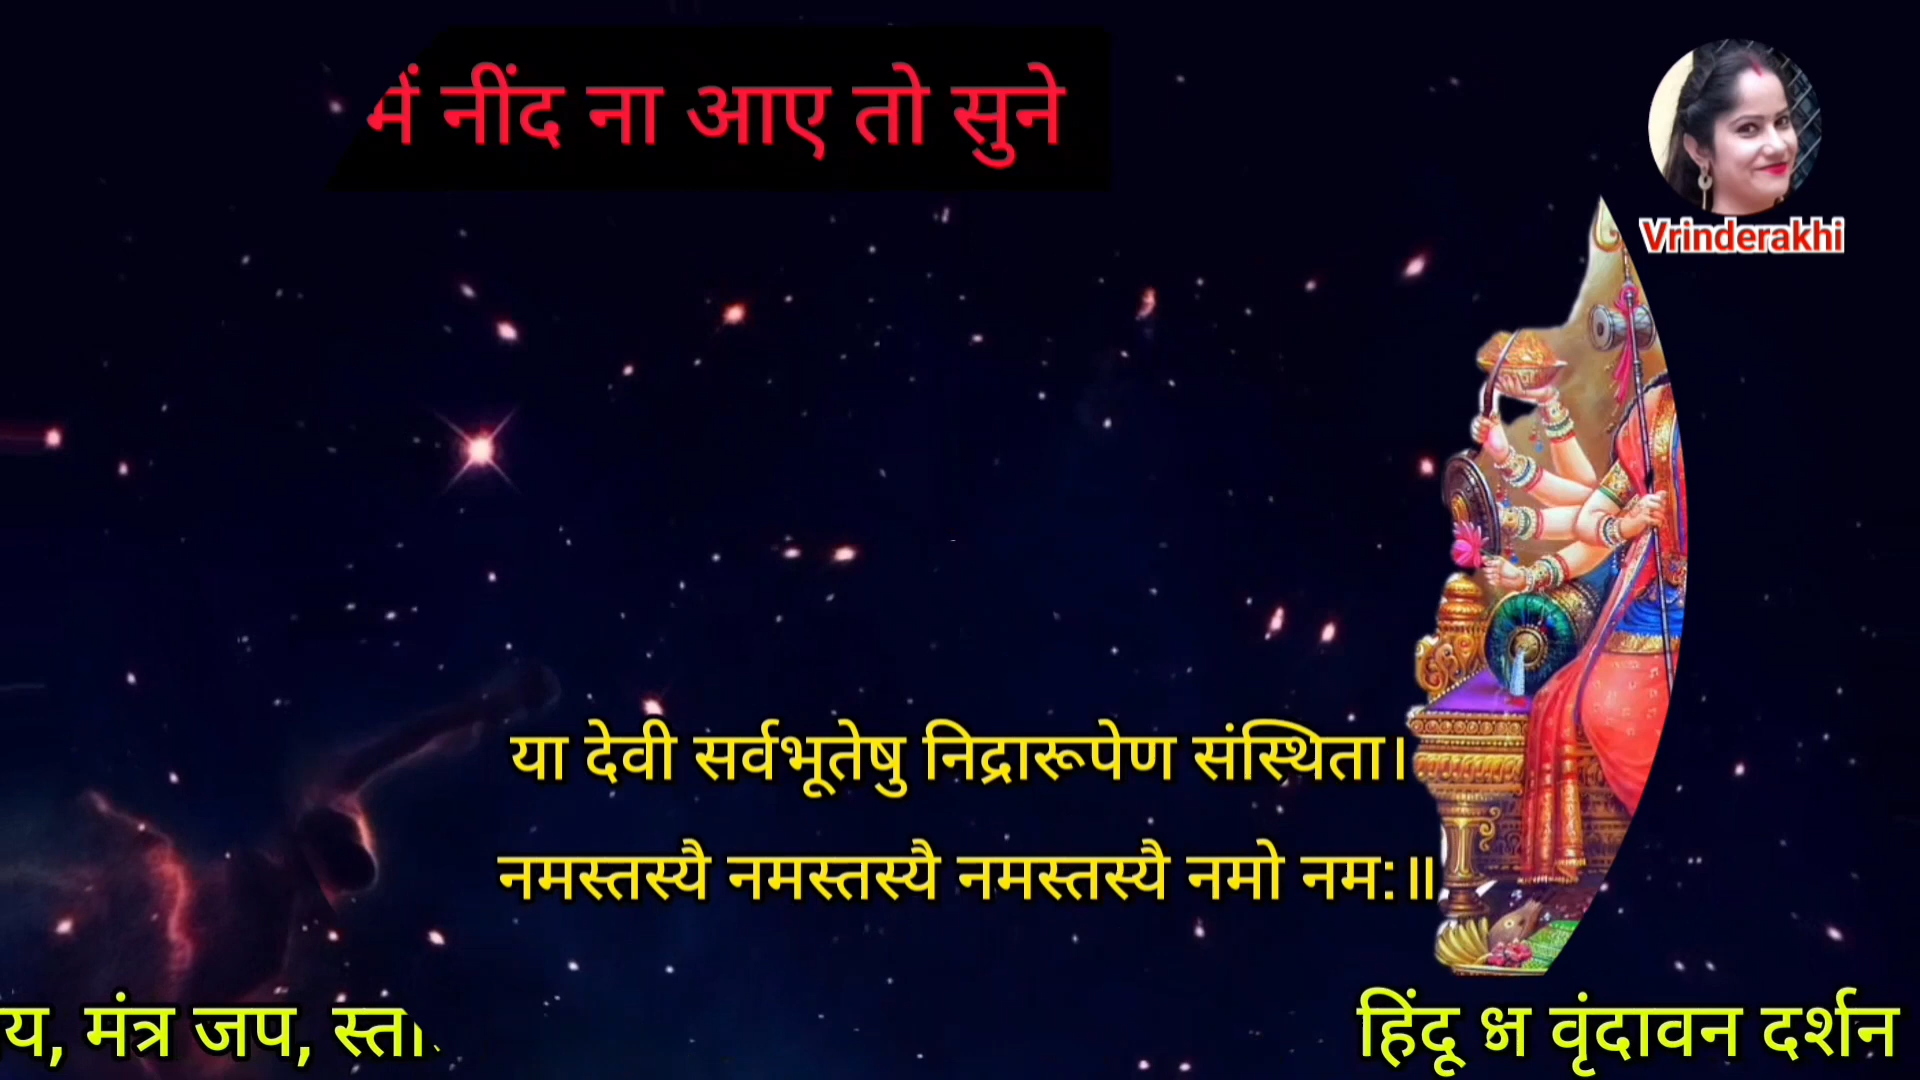 में नींद ना आए तो सुने
Vrinderakhi
या देवी सर्वभूतेषु निद्रारूपेण संस्थिता।
नमस्तस्यै नमस्तस्यै नमस्तस्यै नमो नम:॥
मंत्र जप,
हिंदू वृंदावन दर्शन